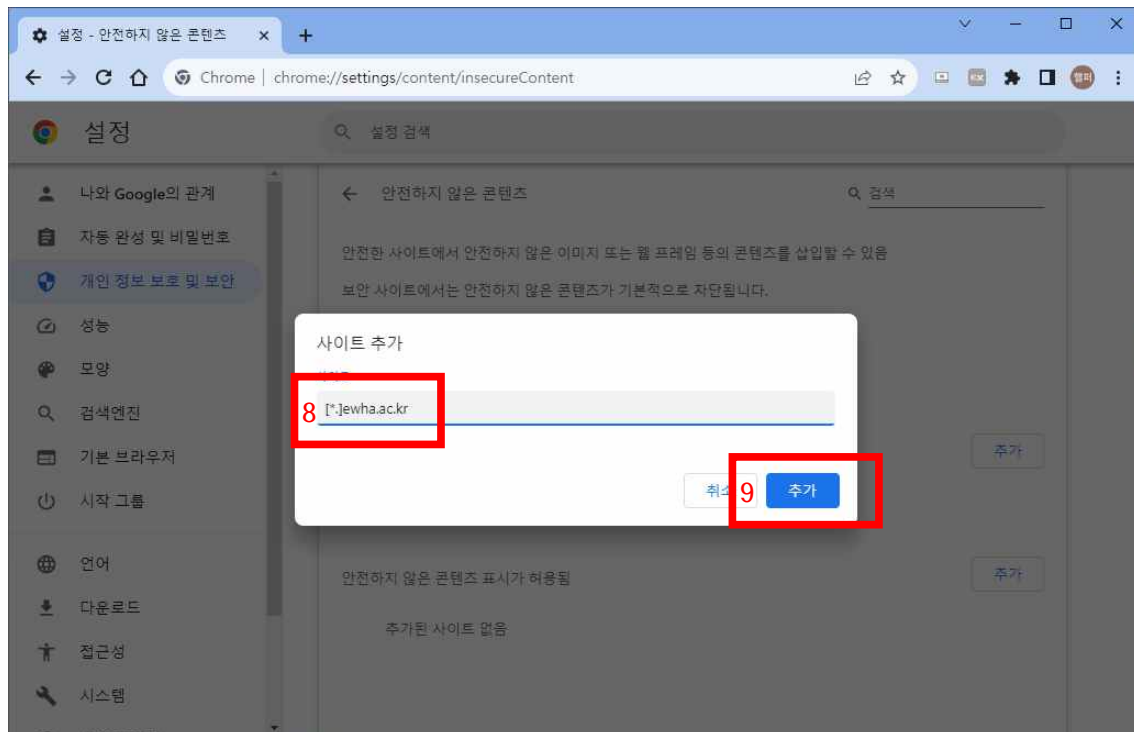 설정 - 안전하지 않은 콘텐츠
Chrome | chrome://settings/content/insecureContent
설정
설정 검색
나와 Google의 관계
자동 완성 및 비밀번호
개인 정보 보호 및 보안
성능
모양
검색엔진
기본 브라우저
시작 그룹
언어
다운로드
접근성
시스템
안전하지 않은 콘텐츠
검색
안전한 사이트에서 안전하지 않은 이미지 또는 웹 프레임 등의 콘텐츠를 삽입할 수 있음
보안 사이트에서는 안전하지 않은 콘텐츠가 기본적으로 차단됩니다.
사이트 추가
8 [*.]ewha.ac.kr
9 추가
추가
안전하지 않은 콘텐츠 표시가 허용됨
추가
추가된 사이트 없음